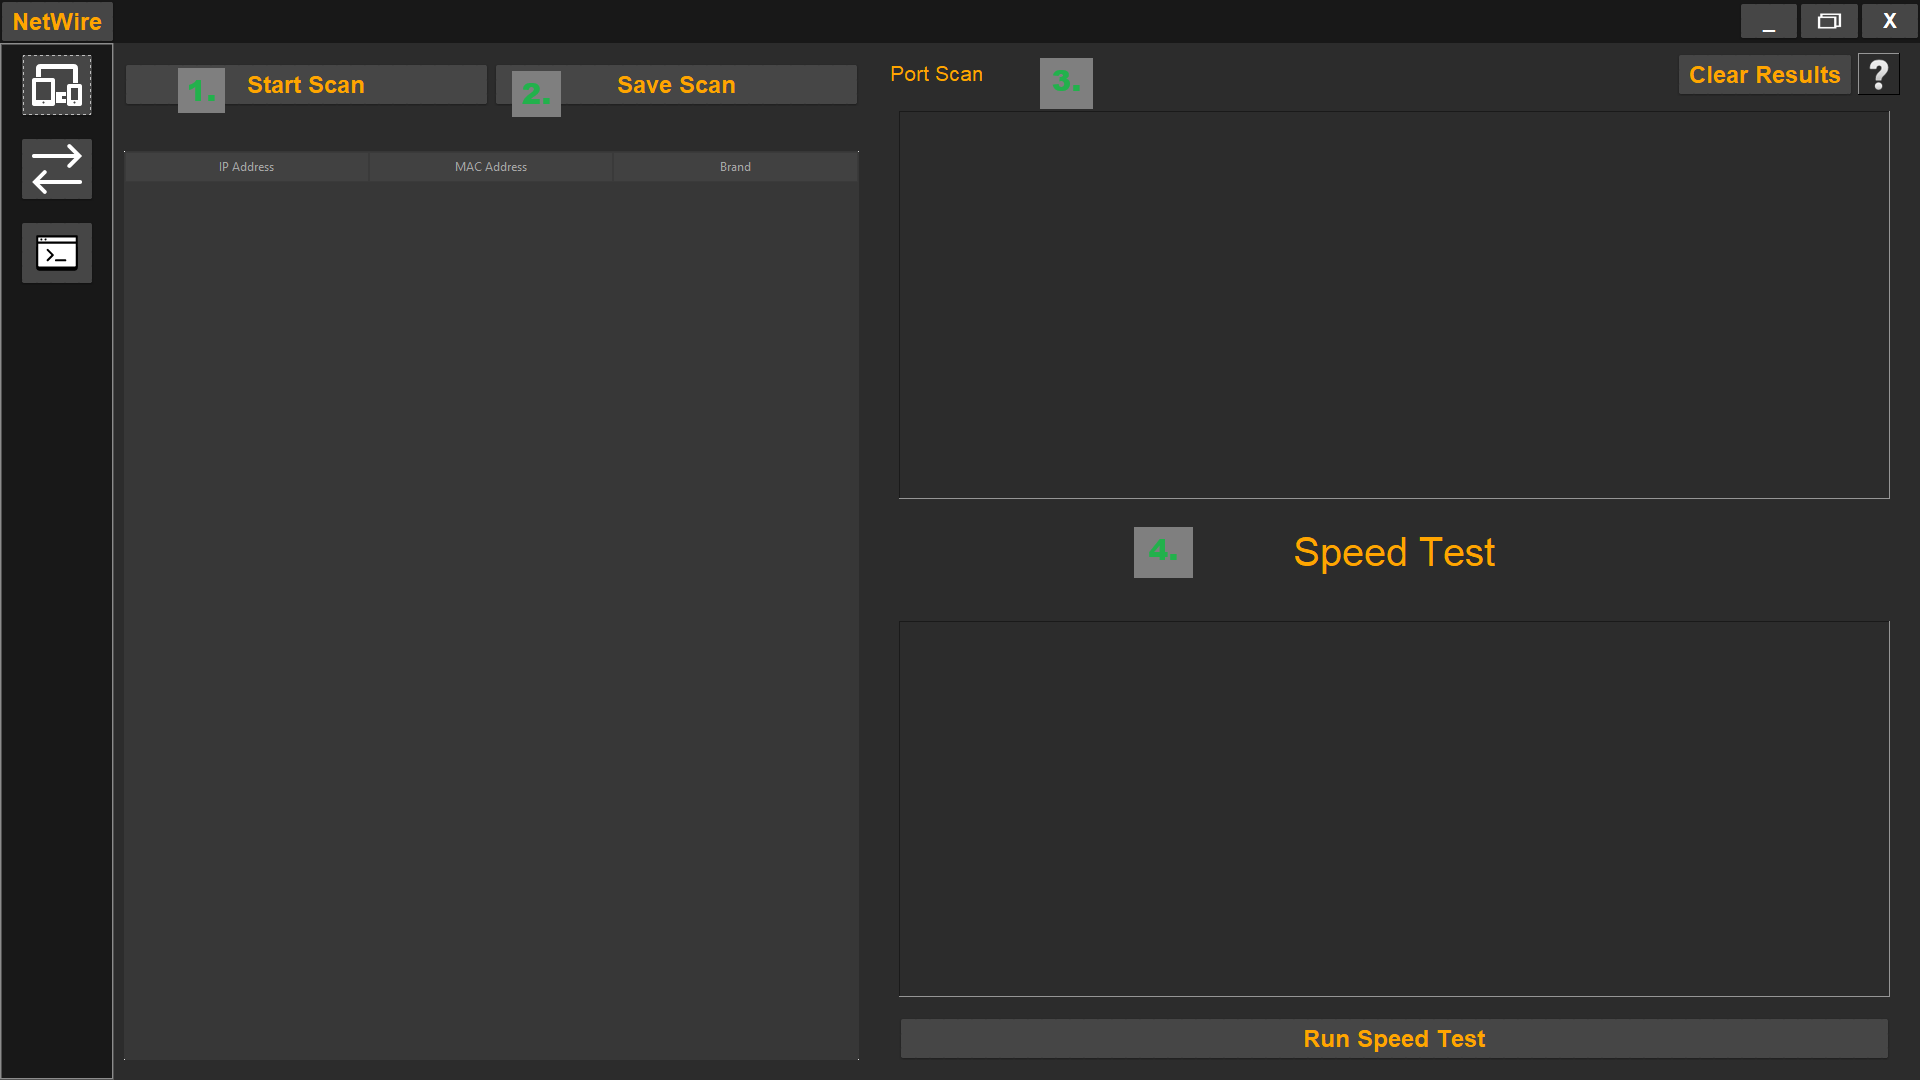 NetWire
_ X
1. Start Scan
2. Save Scan
Port Scan
3.
Clear Results
?
IP Address MAC Address Brand
>_
4. Speed Test
Run Speed Test